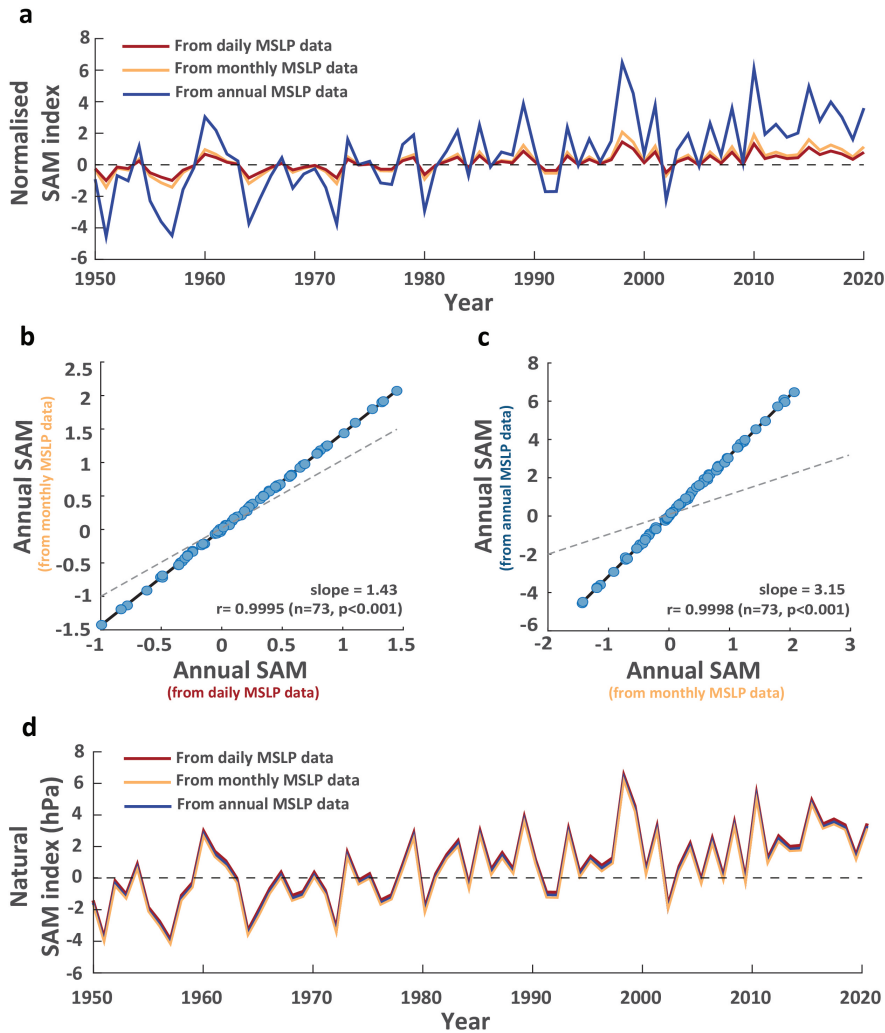 a
8
6
4
2
0
-2
-4
-6
Normalised
SAM index
From daily MSLP data
From monthly MSLP data
From annual MSLP data
1950
1960
1970
1980
1990
2000
2010
2020
Year
b
2.5
2
1.5
1
0.5
0
-0.5
-1
-1.5
Annual SAM
(from monthly MSLP data)
slope = 1.43
r= 0.9995 (n=73, p<0.001)
-1
-0.5
0
0.5
1
1.5
Annual SAM
(from daily MSLP data)
c
8
6
4
2
0
-2
-4
-6
Annual SAM
(from annual MSLP data)
slope = 3.15
r= 0.9998 (n=73, p<0.001)
-2
-1
0
1
2
3
Annual SAM
(from monthly MSLP data)
d
8
6
4
2
0
-2
-4
-6
Natural
SAM index (hPa)
From daily MSLP data
From monthly MSLP data
From annual MSLP data
1950
1960
1970
1980
1990
2000
2010
2020
Year